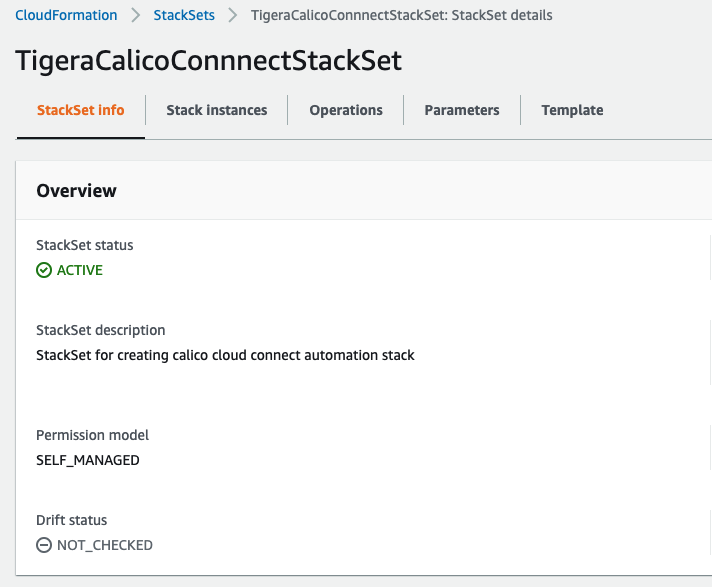 CloudFormation > StackSets > TigeraCalicoConnnectStackSet: StackSet details
TigeraCalicoConnnectStackSet
StackSet info Stack instances Operations Parameters Template
Overview
StackSet status
ACTIVE
StackSet description
StackSet for creating calico cloud connect automation stack
Permission model
SELF_MANAGED
Drift status
NOT_CHECKED